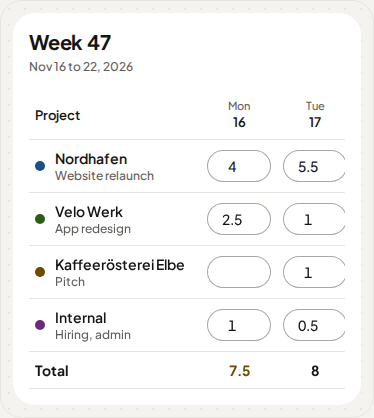 Week 47
Nov 16 to 22, 2026
Project Mon 16 Tue 17
Nordhafen 4 5.5
Website relaunch
Velo Werk 2.5 1
App redesign
Kaffeerösterei Elbe 1
Pitch
Internal 1 0.5
Hiring, admin
Total 7.5 8